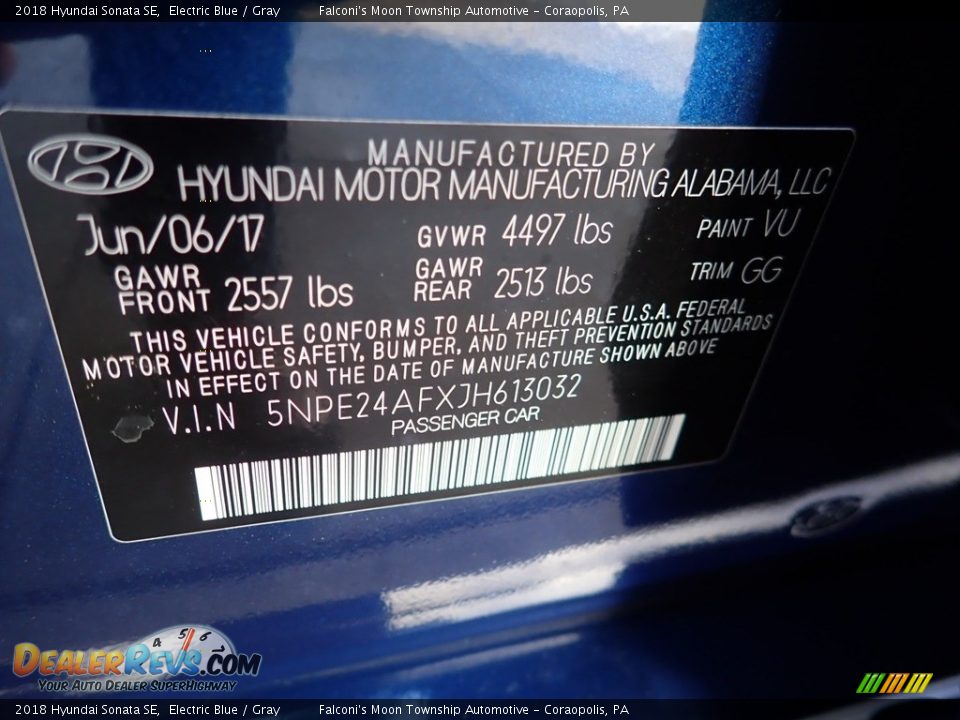 2018 Hyundai Sonata SE, Electric Blue / Gray Falconi's Moon Township Automotive - Coraopolis, PA
MANUFACTURED BY
HYUNDAI MOTOR MANUFACTURING ALABAMA, LLC
Jun/06/17 GVWR 4497 lbs PAINT VU
GAWR FRONT 2557 lbs GAWR REAR 2513 lbs TRIM GG
THIS VEHICLE CONFORMS TO ALL APPLICABLE U.S.A. FEDERAL
MOTOR VEHICLE SAFETY, BUMPER, AND THEFT PREVENTION STANDARDS
IN EFFECT ON THE DATE OF MANUFACTURE SHOWN ABOVE
V.I.N 5NPE24AFXJH613032
PASSENGER CAR
4 5 6 7
DealerRevs.com
Your Auto Dealer SuperHighway
2018 Hyundai Sonata SE, Electric Blue / Gray Falconi's Moon Township Automotive - Coraopolis, PA